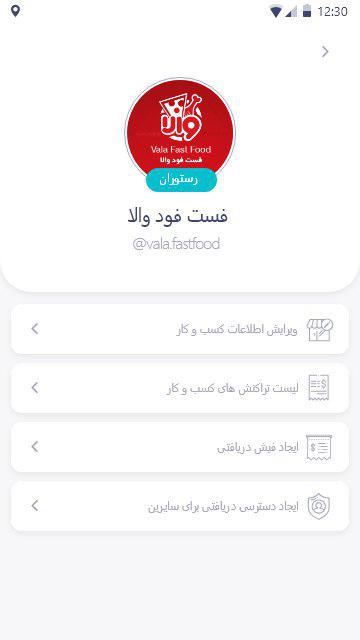 12:30
والا
Vala Fast Food
فست فود والا
رستوران
فست فود والا
@vala.fastfood
ویرایش اطلاعات کسب و کار
لیست تراکنش های کسب و کار
ایجاد فیش دریافتی
ایجاد دسترسی دریافتی برای سایرین